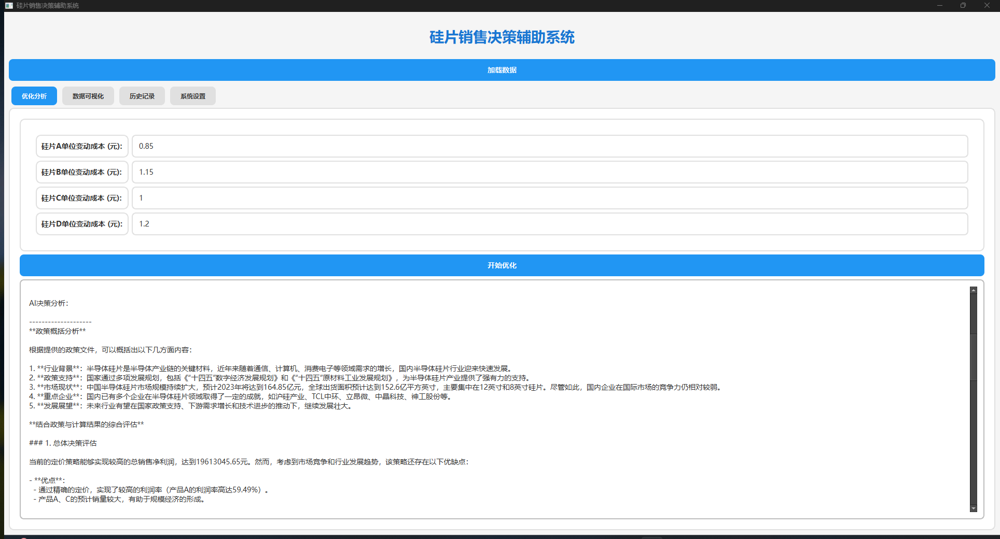 硅片销售决策辅助系统
硅片销售决策辅助系统
加载数据
优化分析
数据可视化
历史记录
系统设置
硅片A单位变动成本 (元):
0.85
硅片B单位变动成本 (元):
1.15
硅片C单位变动成本 (元):
1
硅片D单位变动成本 (元):
1.2
开始优化
AI决策分析：
--------------------
**政策概括分析**
根据提供的政策文件，可以概括出以下几方面内容：
1. **行业背景**：半导体硅片是半导体产业链的关键材料，近年来随着通信、计算机、消费电子等领域需求的增长，国内半导体硅片行业迎来快速发展。
2. **政策支持**：国家通过多项发展规划，包括《“十四五”数字经济发展规划》和《“十四五”原材料工业发展规划》，为半导体硅片产业提供了强有力的支持。
3. **市场现状**：中国半导体硅片市场规模持续扩大，预计2023年将达到164.85亿元，全球出货面积预计达到152.6亿平方英寸，主要集中在12英寸和8英寸硅片。尽管如此，国内企业在国际市场的竞争力仍相对较弱。
4. **重点企业**：国内已有多个企业在半导体硅片领域取得了一定的成就，如沪硅产业、TCL中环、立昂微、中晶科技、神工股份等。
5. **发展展望**：未来行业有望在国家政策支持、下游需求增长和技术进步的推动下，继续发展壮大。
**结合政策与计算结果的综合评估**
### 1. 总体决策评估
当前的定价策略能够实现较高的总销售净利润，达到19613045.65元。然而，考虑到市场竞争和行业发展趋势，该策略还存在以下优缺点：
- **优点**：
- 通过精确的定价，实现了较高的利润率（产品A的利润率高达59.49%）。
- 产品A、C的预计销量较大，有助于规模经济的形成。